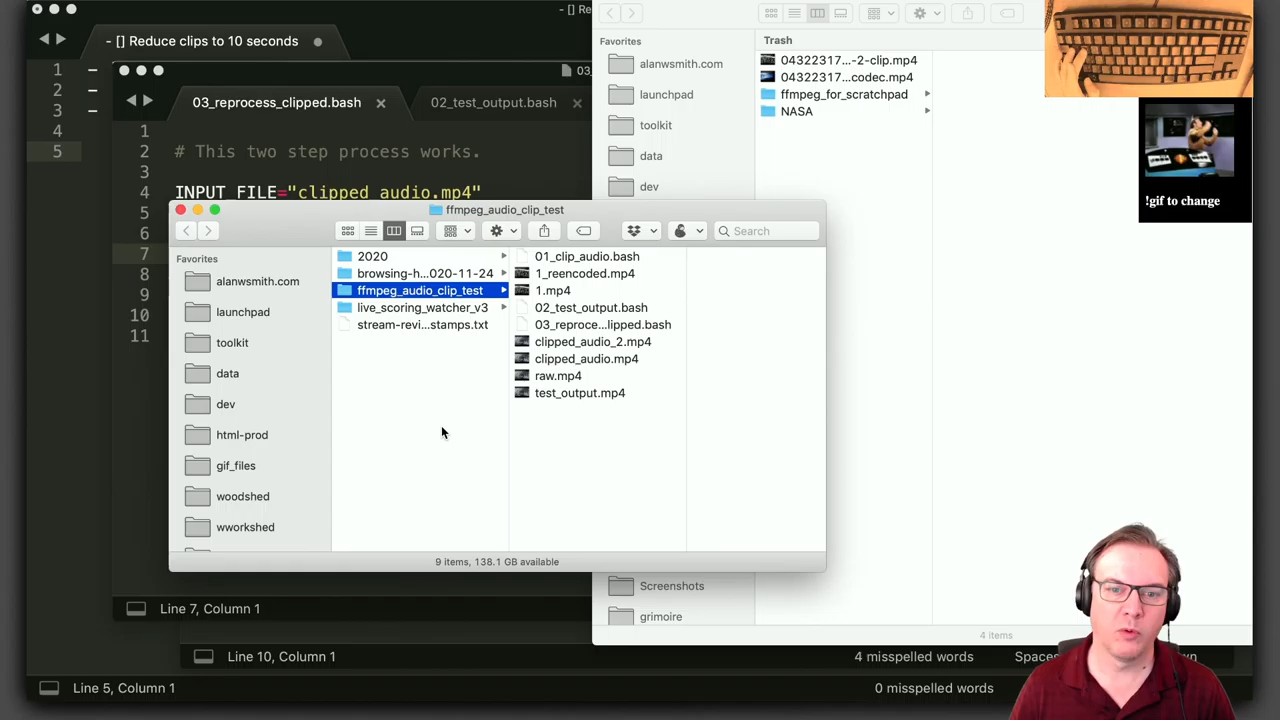 - [] Re
- [] Reduce clips to 10 seconds
1 -
2 -
3 -
4
5
03_
03_reprocess_clipped.bash
02_test_output.bash
1
2 # This two step process works.
3
4 INPUT_FILE="clipped_audio.mp4"
5
6
7
8
9
10
11
Line 7, Column 1
Line 10, Column 1
4 misspelled words
Spaces
wn
Line 5, Column 1
0 misspelled words
Favorites
alanwsmith.com
launchpad
toolkit
data
dev
Screenshots
grimoire
Trash
04322317...-2-clip.mp4
04322317...codec.mp4
ffmpeg_for_scratchpad
NASA
4 items
!gif to change
ffmpeg_audio_clip_test
Search
Favorites
alanwsmith.com
launchpad
toolkit
data
dev
html-prod
gif_files
woodshed
wworkshed
2020
browsing-h...020-11-24
ffmpeg_audio_clip_test
live_scoring_watcher_v3
stream-revi...stamps.txt
01_clip_audio.bash
1_reencoded.mp4
1.mp4
02_test_output.bash
03_reproce...lipped.bash
clipped_audio_2.mp4
clipped_audio.mp4
raw.mp4
test_output.mp4
9 items, 138.1 GB available